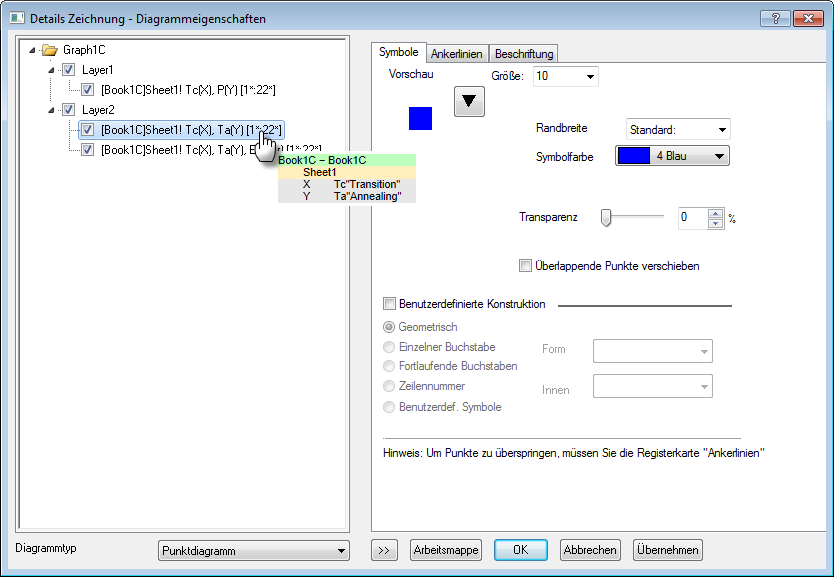 Details Zeichnung - Diagrammeigenschaften
?
Graph1C
Layer1
[Book1C]Sheet1! Tc(X), P(Y) [1*:22*]
Layer2
[Book1C]Sheet1! Tc(X), Ta(Y) [1*:22*]
[Book1C]Sheet1! Tc(X), Ta(Y), [1*:22*]
Book1C - Book1C
Sheet1
X Tc"Transition"
Y Ta"Annealing"
Symbole Ankerlinien Beschriftung
Vorschau Größe: 10
Randbreite Standard:
Symbolfarbe 4 Blau
Transparenz 0 %
Überlappende Punkte verschieben
Benutzerdefinierte Konstruktion
Geometrisch
Einzelner Buchstabe Form
Fortlaufende Buchstaben
Zeilennummer Innen
Benutzerdef. Symbole
Hinweis: Um Punkte zu überspringen, müssen Sie die Registerkarte "Ankerlinien"
Diagrammtyp Punktdiagramm >> Arbeitsmappe OK Abbrechen Übernehmen